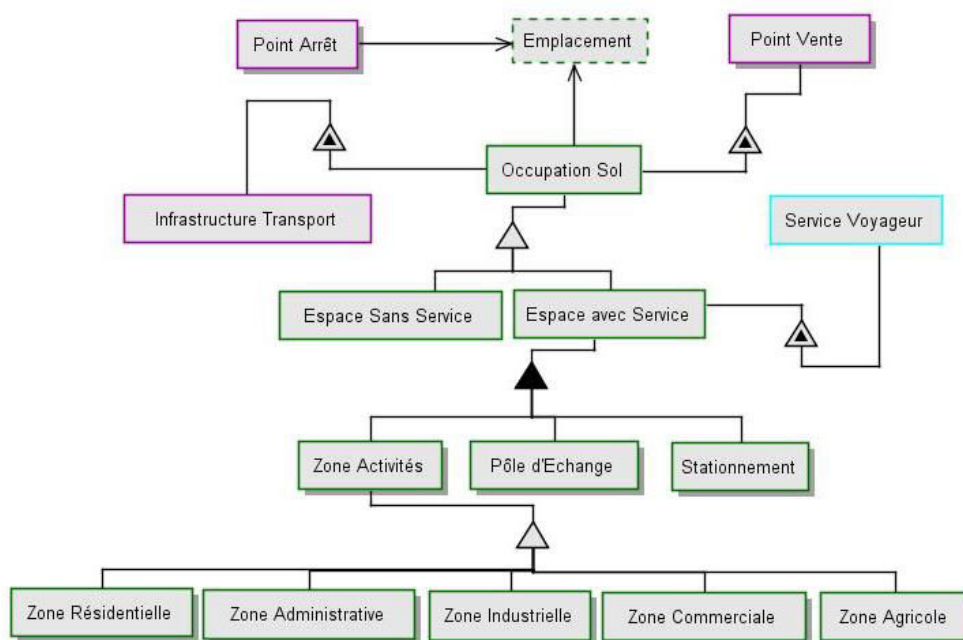 Point Arrêt
Emplacement
Point Vente
Occupation Sol
Infrastructure Transport
Service Voyageur
Espace Sans Service
Espace avec Service
Zone Activités
Pôle d'Echange
Stationnement
Zone Résidentielle
Zone Administrative
Zone Industrielle
Zone Commerciale
Zone Agricole